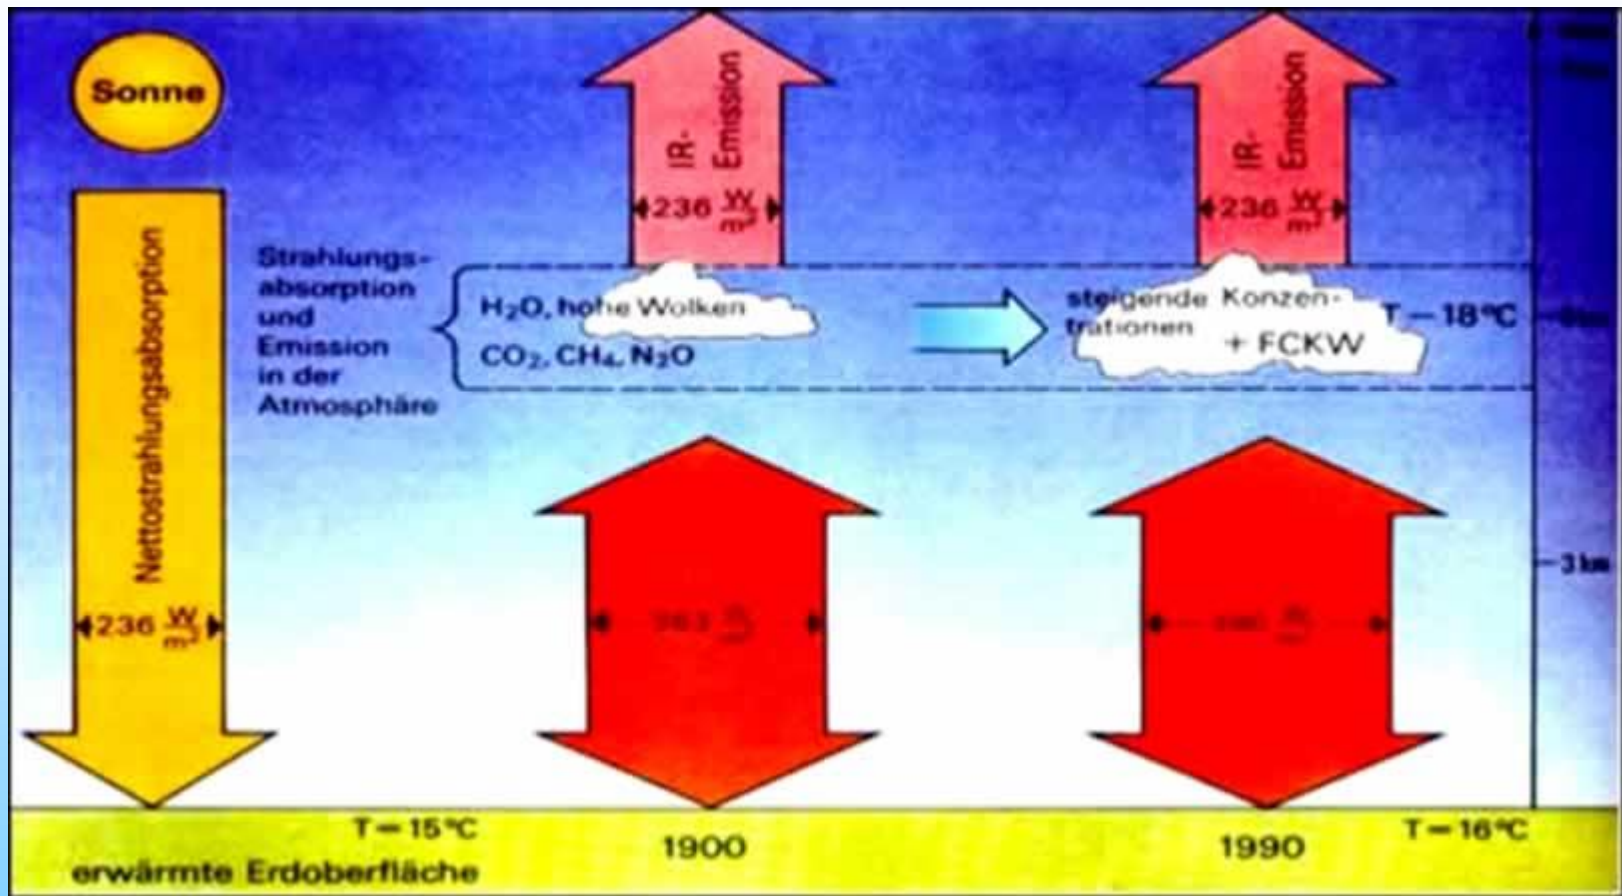 Sonne
Nettostrahlungsabsorption
236 W/m²
Strahlungs-
absorption
und
Emission
in der
Atmosphäre
H₂O, hohe Wolken
CO₂, CH₄, N₂O
IR-
Emission
236 W/m²
IR-
Emission
236 W/m²
steigende Konzen-
trationen
+ FCKW
T – 18°C
3 km
T – 15°C
1900
1990
T – 16°C
erwärmte Erdoberfläche